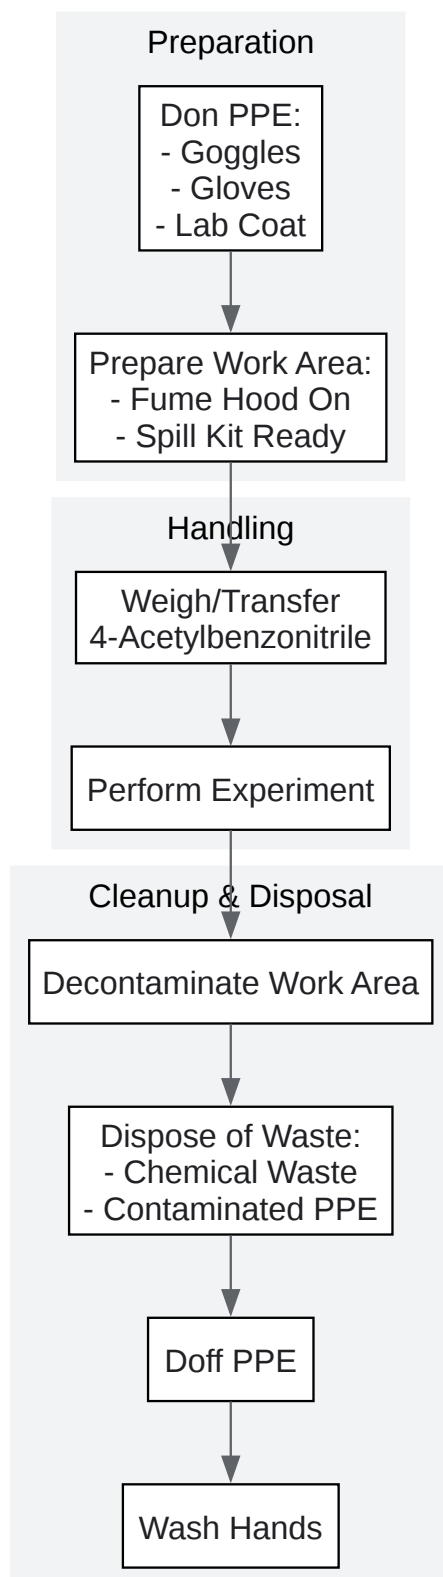 Preparation
Don PPE:
- Goggles
- Gloves
- Lab Coat
Prepare Work Area:
- Fume Hood On
- Spill Kit Ready
Handling
Weigh/Transfer
4-Acetylbenzonitrile
Perform Experiment
Cleanup & Disposal
Decontaminate Work Area
Dispose of Waste:
- Chemical Waste
- Contaminated PPE
Doff PPE
Wash Hands